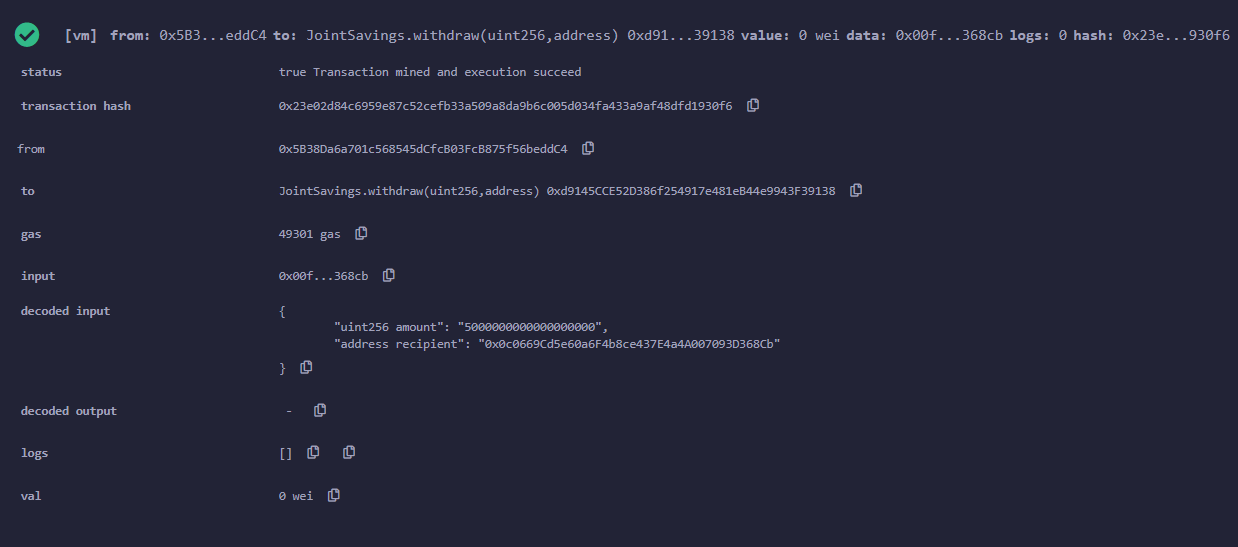 [vm] from: 0x5B3...eddC4 to: JointSavings.withdraw(uint256,address) 0xd91...39138 value: 0 wei data: 0x00f...368cb logs: 0 hash: 0x23e...930f6
status true Transaction mined and execution succeed
transaction hash 0x23e02d84c6959e87c52cefb33a509a8da9b6c005d034fa433a9af48dfd1930f6
from 0x5B38Da6a701c568545dCfcB03FcB875f56beddC4
to JointSavings.withdraw(uint256,address) 0xd9145CCE52D386f254917e481eB44e9943F39138
gas 49301 gas
input 0x00f...368cb
decoded input {
"uint256 amount": "5000000000000000000",
"address recipient": "0x0c0669Cd5e60a6F4b8ce437E4a4A007093D368Cb"
}
decoded output -
logs []
val 0 wei